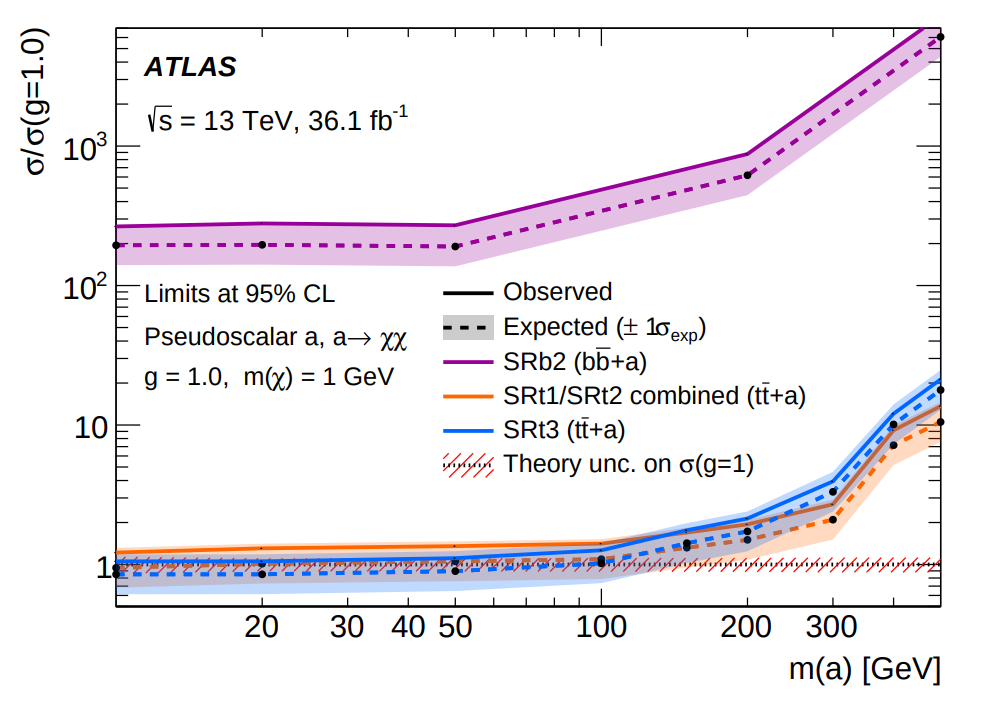 σ/σ(g=1.0)
ATLAS
√s = 13 TeV, 36.1 fb⁻¹
10³
10²
10
1
Limits at 95% CL
Pseudoscalar a, a→ χχ
g = 1.0, m(χ) = 1 GeV
Observed
Expected (± 1σ_exp)
SRb2 (bb̅+a)
SRt1/SRt2 combined (tt̅+a)
SRt3 (tt̅+a)
Theory unc. on σ(g=1)
20 30 40 50 100 200 300
m(a) [GeV]